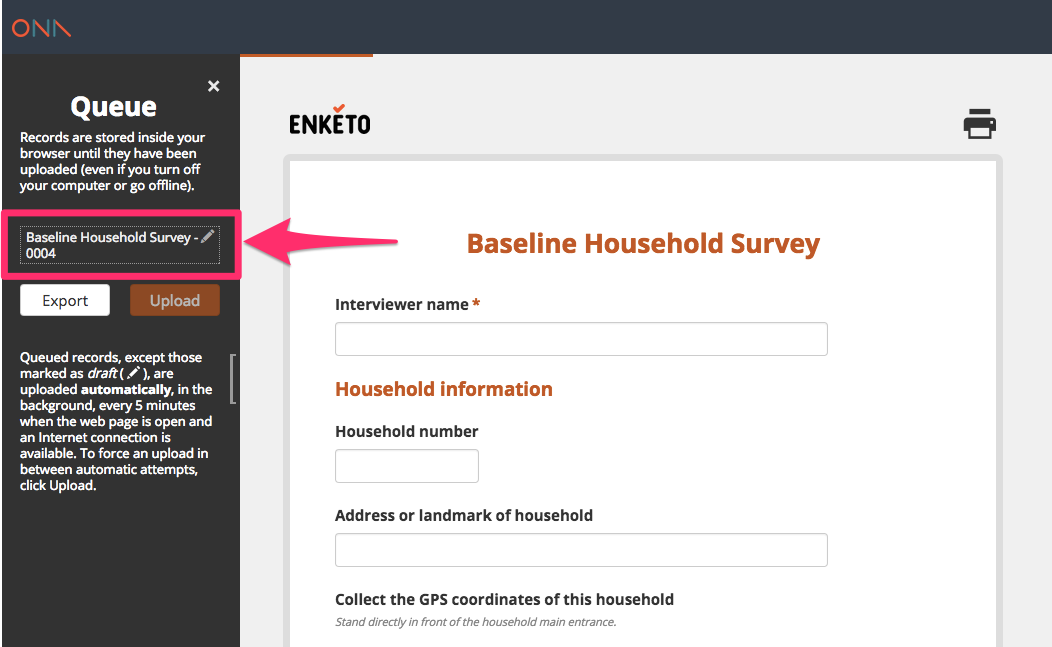 ONA
Queue
Records are stored inside your
browser until they have been
uploaded (even if you turn off
your computer or go offline).
Baseline Household Survey -
0004
Export
Upload
Queued records, except those
marked as draft ( ), are
uploaded automatically, in the
background, every 5 minutes
when the web page is open and
an Internet connection is
available. To force an upload in
between automatic attempts,
click Upload.
ENKETO
Baseline Household Survey
Interviewer name *
Household information
Household number
Address or landmark of household
Collect the GPS coordinates of this household
Stand directly in front of the household main entrance.